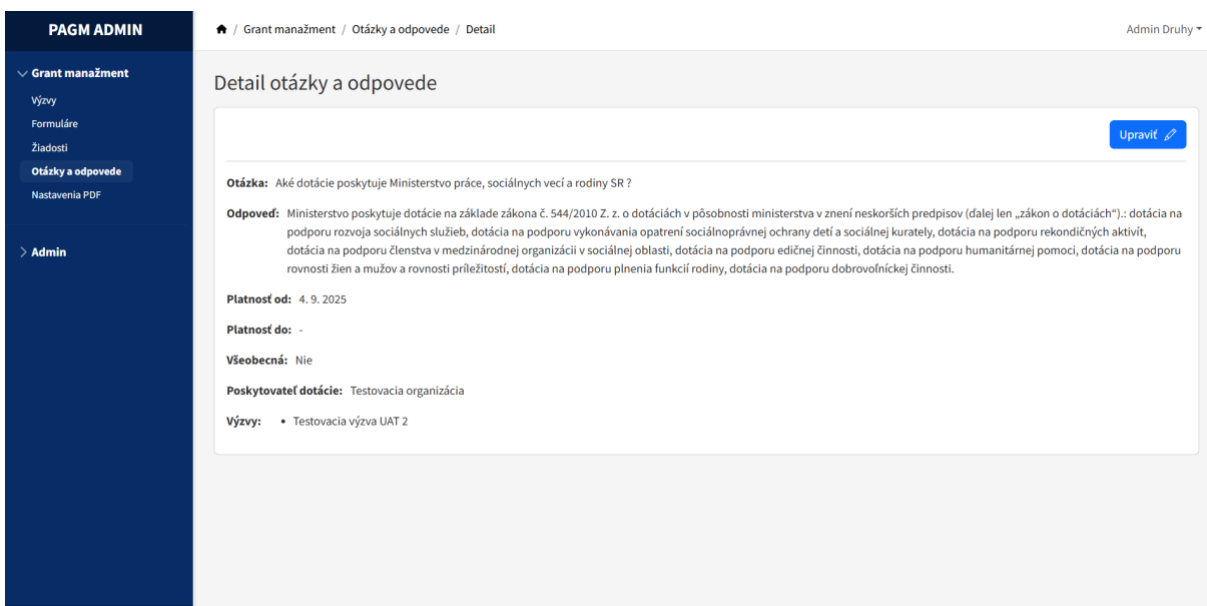 PAGM ADMIN
/ Grant manažment / Otázky a odpovede / Detail
Admin Druhy
Grant manažment
Výzvy
Formuláre
Žiadosti
Otázky a odpovede
Nastavenia PDF
Admin
Detail otázky a odpovede
Upraviť
Otázka: Aké dotácie poskytuje Ministerstvo práce, sociálnych vecí a rodiny SR ?
Odpoveď: Ministerstvo poskytuje dotácie na základe zákona č. 544/2010 Z. z. o dotáciách v pôsobnosti ministerstva v znení neskorších predpisov (ďalej len „zákon o dotáciách“).: dotácia na
podporu rozvoja sociálnych služieb, dotácia na podporu vykonávania opatrení sociálnoprávnej ochrany detí a sociálnej kurately, dotácia na podporu rekondičných aktivít,
dotácia na podporu členstva v medzinárodnej organizácii v sociálnej oblasti, dotácia na podporu edičnej činnosti, dotácia na podporu humanitárnej pomoci, dotácia na podporu
rovnosti žien a mužov a rovnosti príležitostí, dotácia na podporu plnenia funkcií rodiny, dotácia na podporu dobrovoľníckej činnosti.
Platnosť od: 4. 9. 2025
Platnosť do: -
Všeobecná: Nie
Poskytovateľ dotácie: Testovacia organizácia
Výzvy: • Testovacia výzva UAT 2